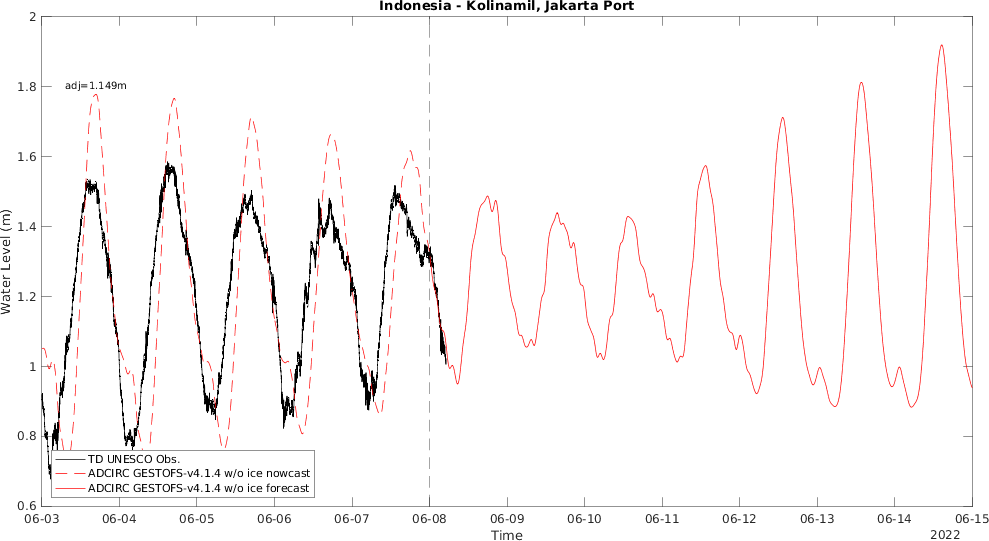 Indonesia - Kolinamil, Jakarta Port
2
1.8
1.6
1.4
1.2
1
0.8
0.6
Water Level (m)
adj=1.149m
TD UNESCO Obs.
ADCIRC GESTOFS-v4.1.4 w/o ice nowcast
ADCIRC GESTOFS-v4.1.4 w/o ice forecast
06-03 06-04 06-05 06-06 06-07 06-08 06-09 06-10 06-11 06-12 06-13 06-14 06-15
Time
2022